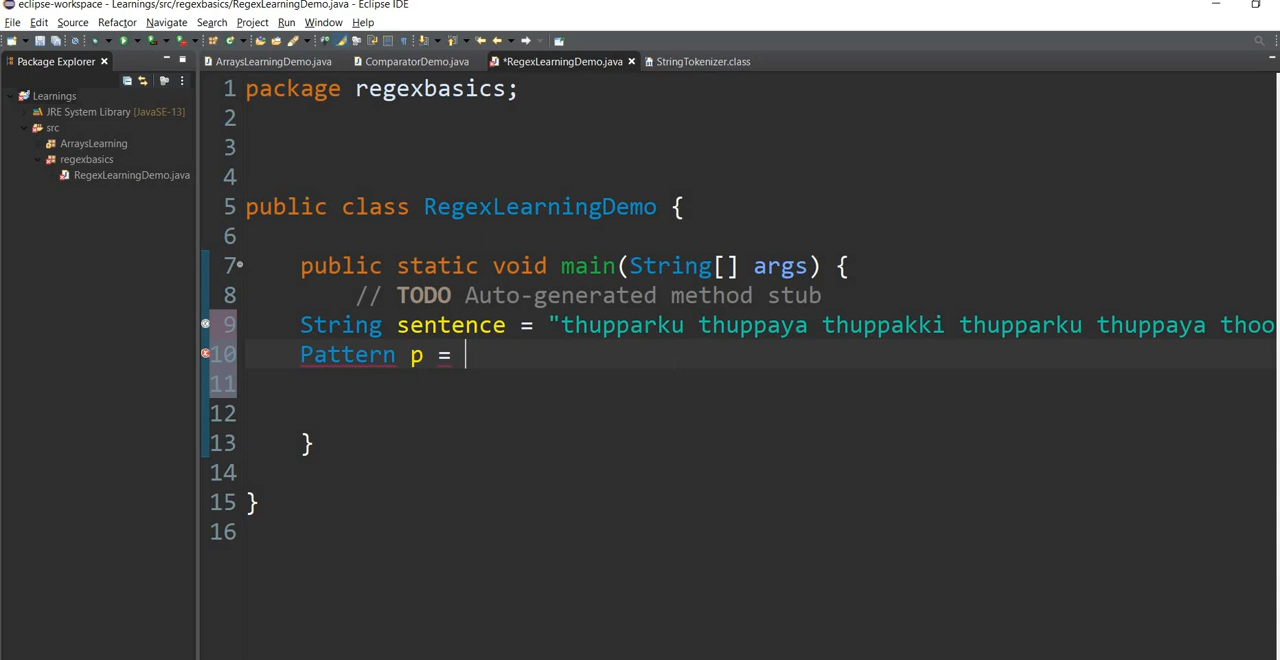 eclipse-workspace - Learnings/src/regexbasics/RegexLearningDemo.java - Eclipse IDE
File Edit Source Refactor Navigate Search Project Run Window Help
Package Explorer ArraysLearningDemo.java ComparatorDemo.java *RegexLearningDemo.java StringTokenizer.class
Learnings
JRE System Library [JavaSE-13]
src
ArraysLearning
regexbasics
RegexLearningDemo.java
1 package regexbasics;
2
3
4
5 public class RegexLearningDemo {
6
7 public static void main(String[] args) {
8 // TODO Auto-generated method stub
9 String sentence = "thupparku thuppaya thuppakki thupparku thuppaya thoo
10 Pattern p =
11
12
13 }
14
15 }
16